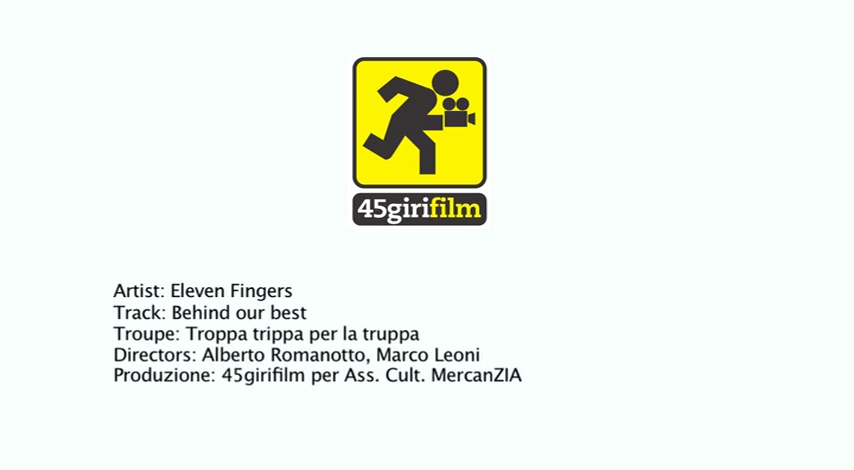 45girifilm
Artist: Eleven Fingers
Track: Behind our best
Troupe: Troppa trippa per la truppa
Directors: Alberto Romanotto, Marco Leoni
Produzione: 45girifilm per Ass. Cult. MercanZIA